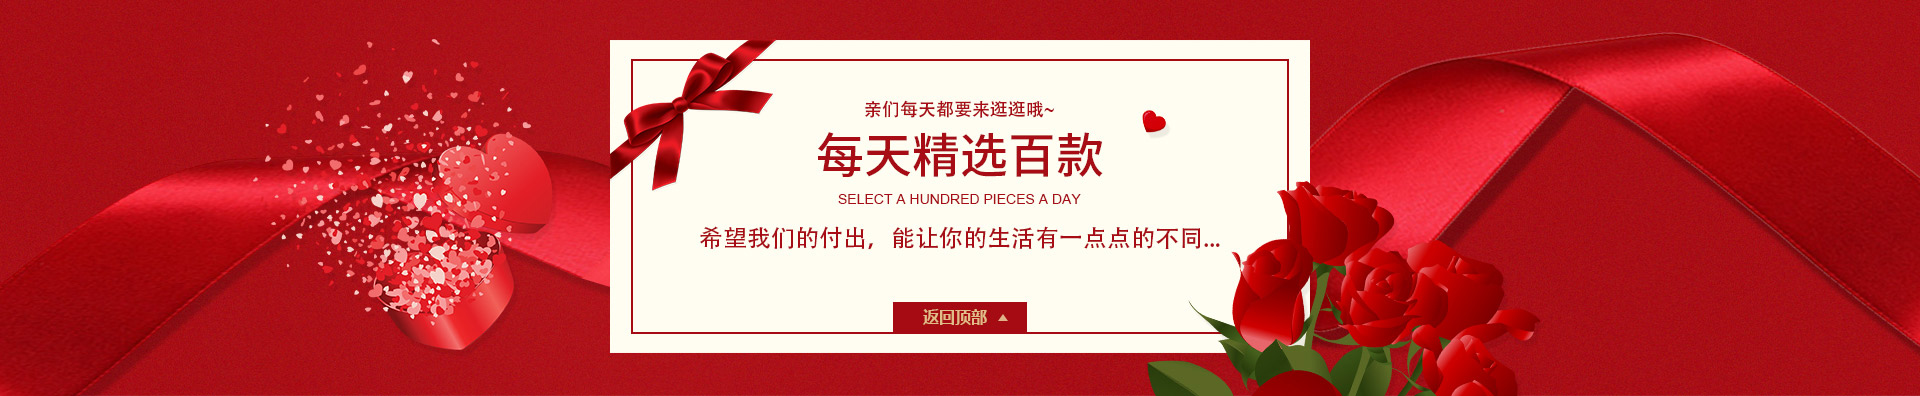 亲们每天都要来逛逛哦~
每天精选百款
SELECT A HUNDRED PIECES A DAY
希望我们的付出，能让你的生活有一点点的不同...
返回顶部